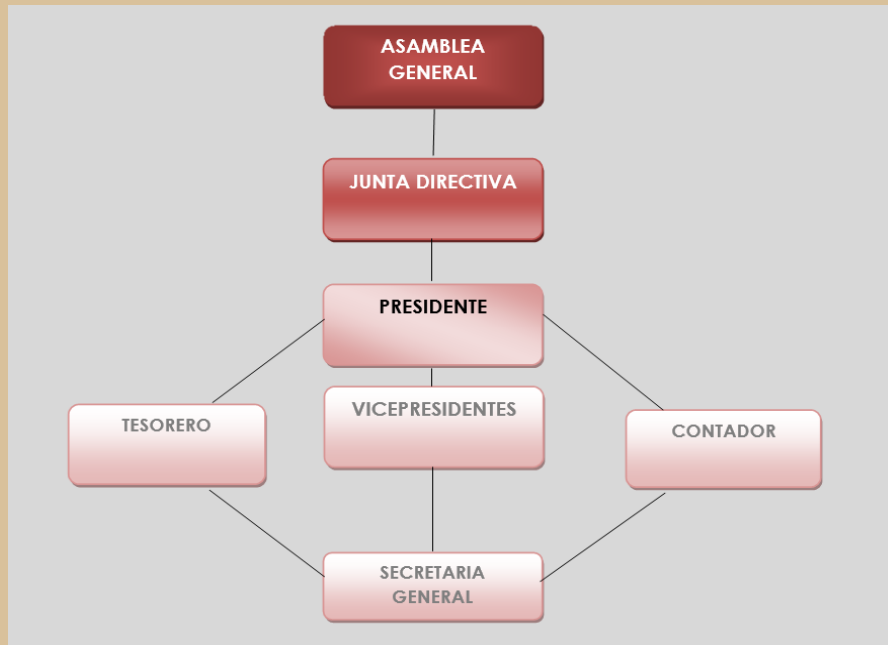 ASAMBLEA
GENERAL
JUNTA DIRECTIVA
PRESIDENTE
TESORERO
VICEPRESIDENTES
CONTADOR
SECRETARIA
GENERAL